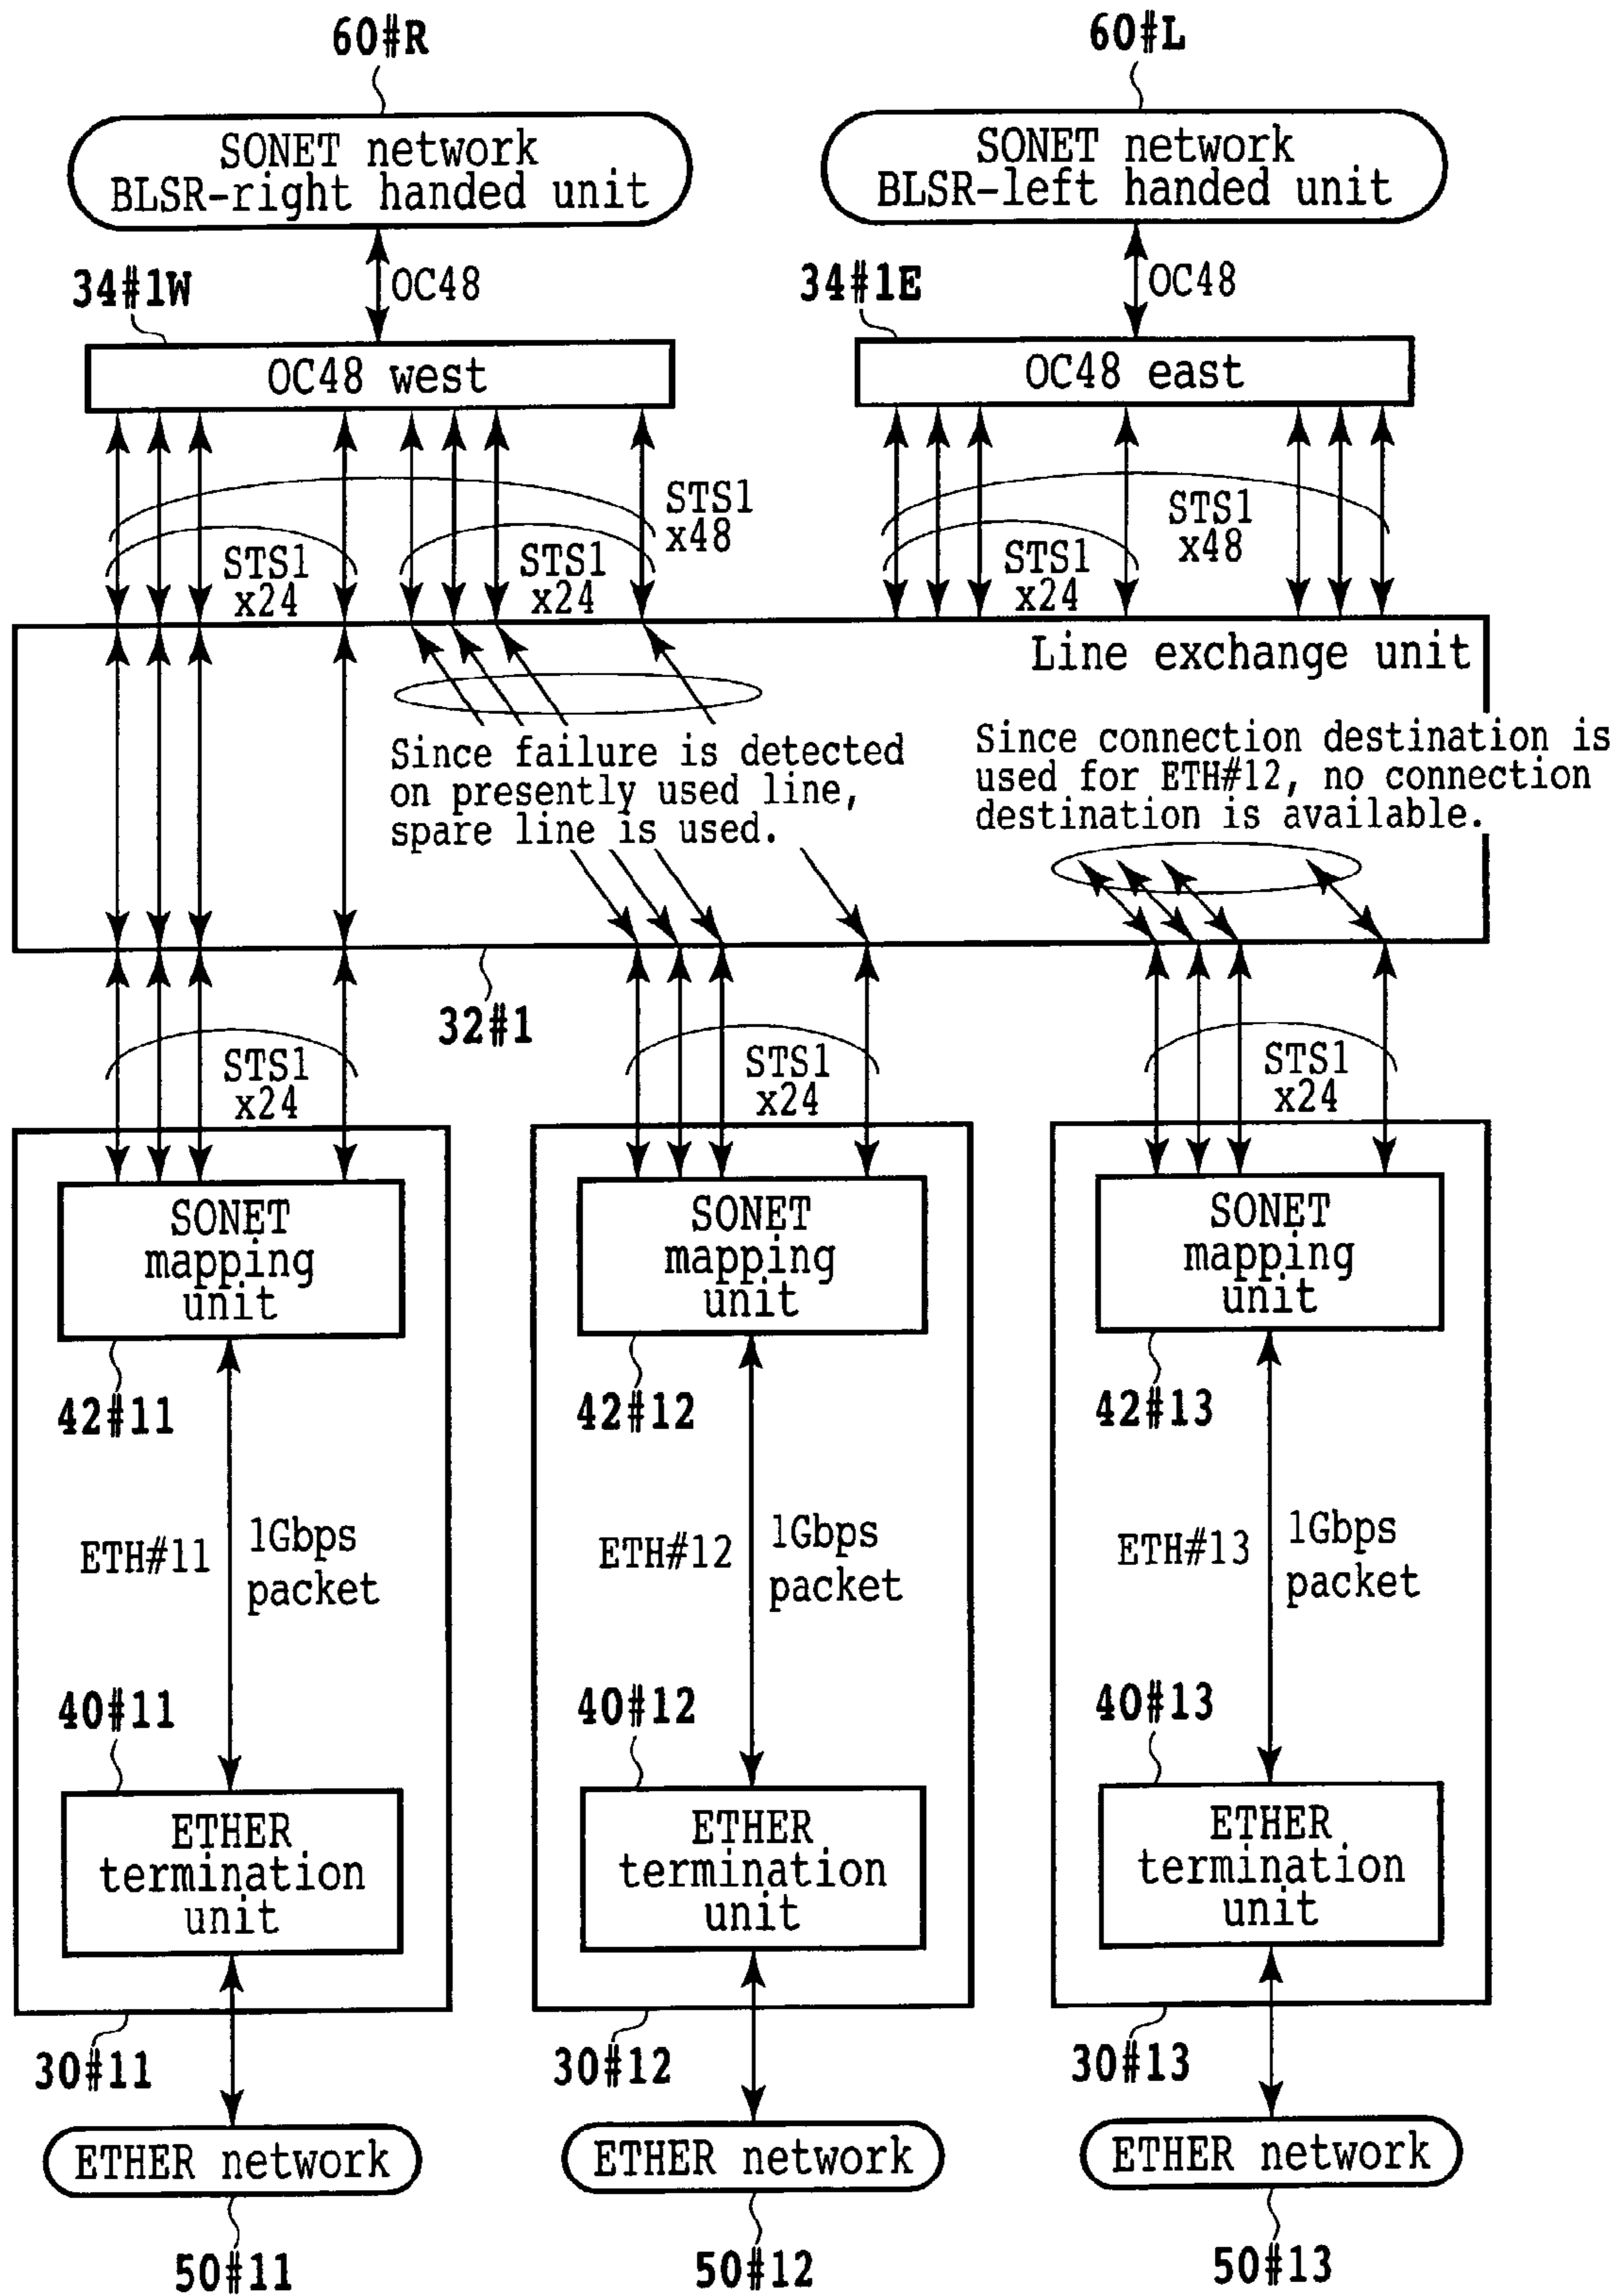 60#R
60#L
SONET network
BLSR-right handed unit
SONET network
BLSR-left handed unit
34#1W
OC48
34#1E
OC48
OC48 west
OC48 east
STS1
x48
STS1
x24
STS1
x24
STS1
x48
STS1
x24
Line exchange unit
Since failure is detected
on presently used line,
spare line is used.
Since connection destination is
used for ETH#12, no connection
destination is available.
32#1
STS1
x24
STS1
x24
STS1
x24
SONET
mapping
unit
SONET
mapping
unit
SONET
mapping
unit
42#11
42#12
42#13
ETH#11
1Gbps
packet
ETH#12
1Gbps
packet
ETH#13
1Gbps
packet
40#11
40#12
40#13
ETHER
termination
unit
ETHER
termination
unit
ETHER
termination
unit
30#11
30#12
30#13
ETHER network
ETHER network
ETHER network
50#11
50#12
50#13